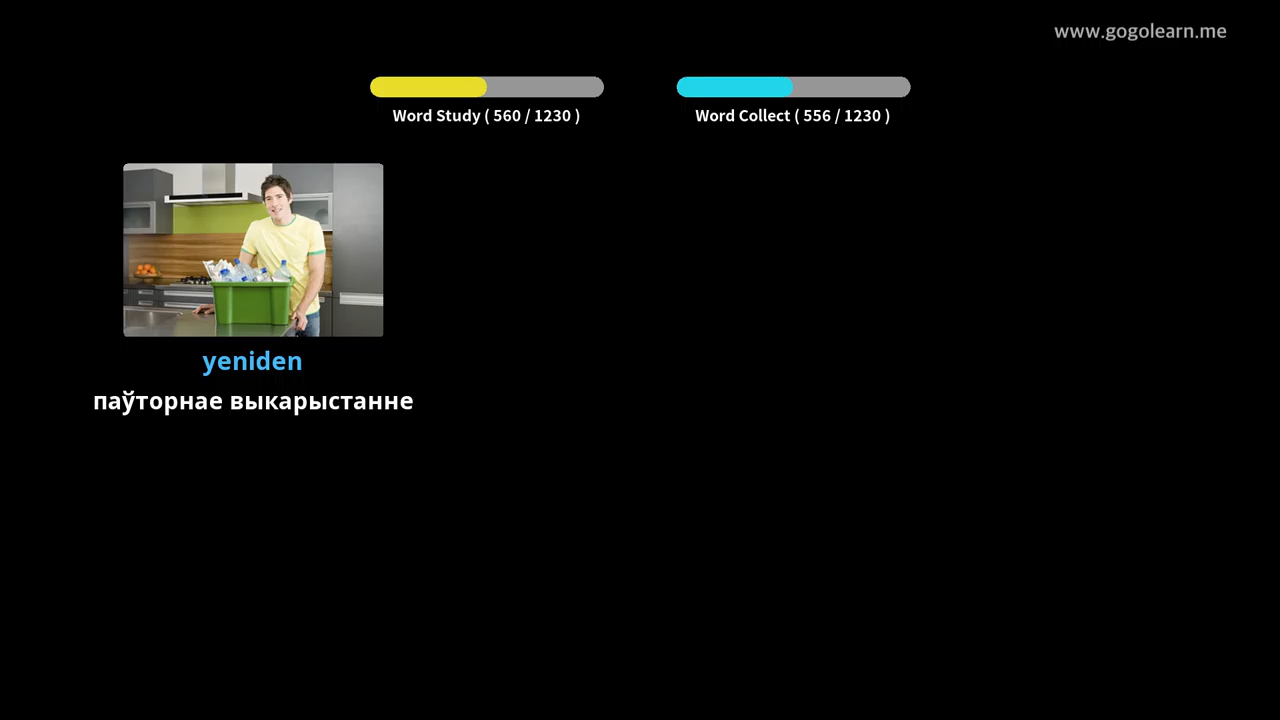 www.gogolearn.me
Word Study ( 560 / 1230 )
Word Collect ( 556 / 1230 )
yeniden
паўторнае выкарыстанне